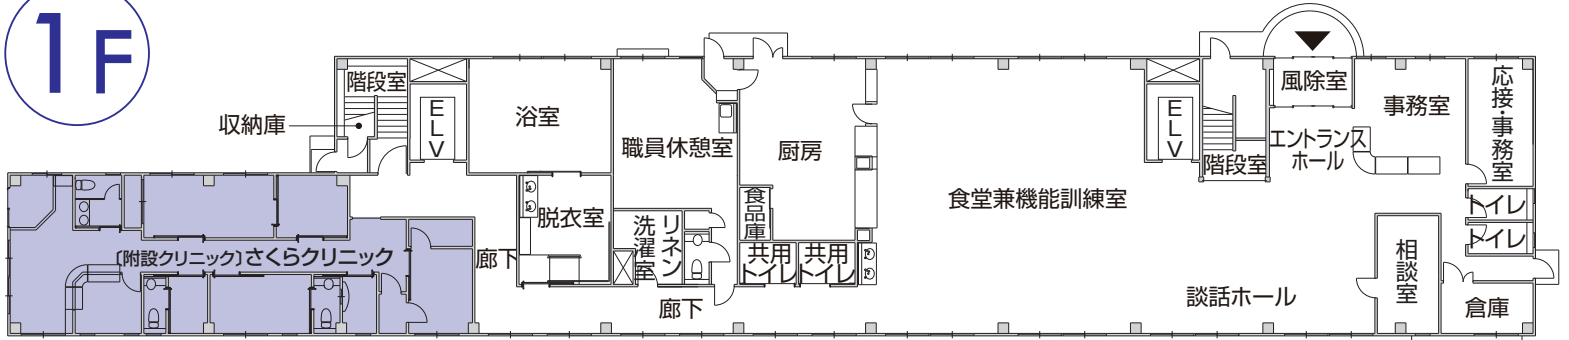 1F
階段室
収納庫
ELV
浴室
職員休憩室
厨房
食品庫
脱衣室
洗濯室
リネン
共用トイレ
共用トイレ
廊下
廊下
〔附設クリニック〕さくらクリニック
食堂兼機能訓練室
談話ホール
ELV
階段室
風除室
エントランスホール
事務室
応接・事務室
トイレ
トイレ
相談室
倉庫